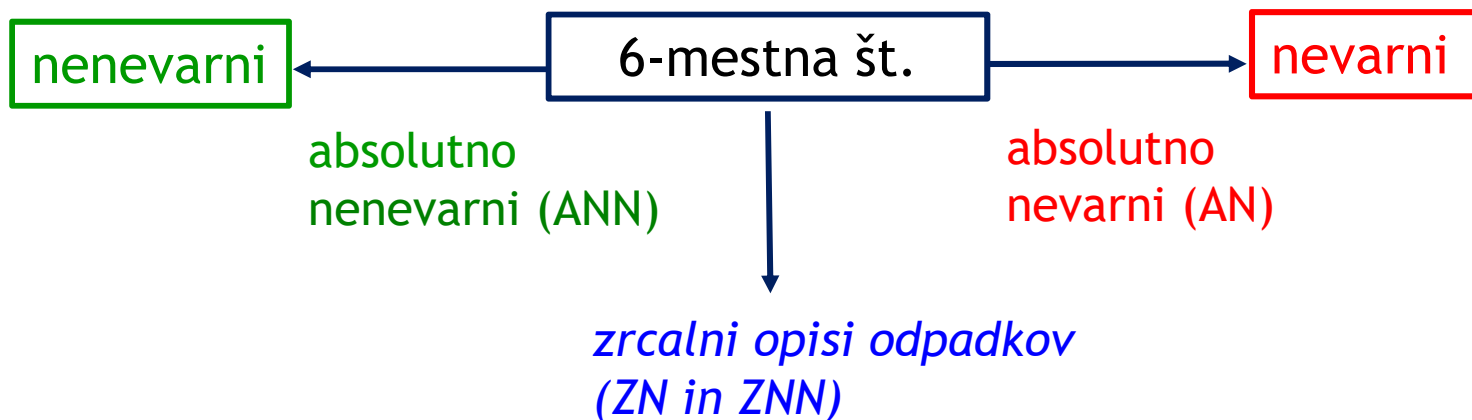 nenevarni
6-mestna št.
nevarni
absolutno
nenevarni (ANN)
absolutno
nevarni (AN)
zrcalni opisi odpadkov
(ZN in ZNN)